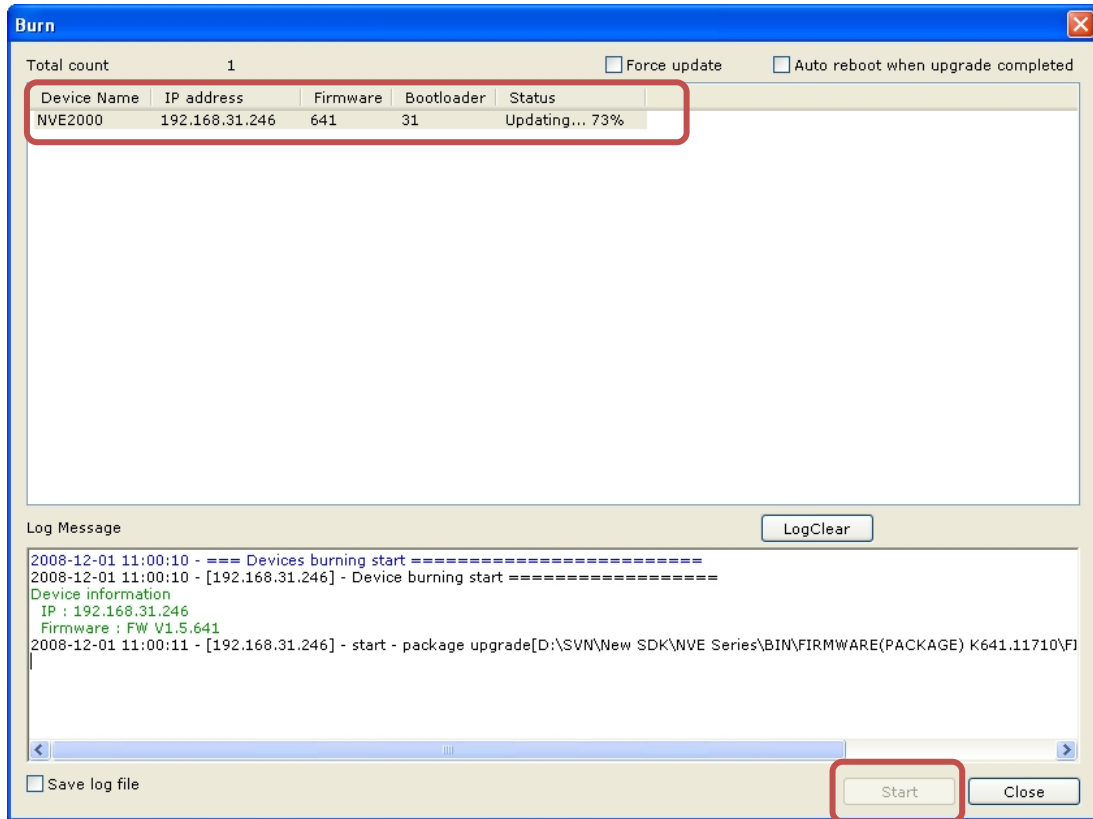 Burn
Total count 1 Force update Auto reboot when upgrade completed
Device Name IP address Firmware Bootloader Status
NVE2000 192.168.31.246 641 31 Updating... 73%
Log Message LogClear
2008-12-01 11:00:10 - === Devices burning start =========================
2008-12-01 11:00:10 - [192.168.31.246] - Device burning start ==================
Device information
IP : 192.168.31.246
Firmware : FW V1.5.641
2008-12-01 11:00:11 - [192.168.31.246] - start - package upgrade[D:\SVN\New SDK\NVE Series\BIN\FIRMWARE(PACKAGE) K641.11710\FI
Save log file Start Close